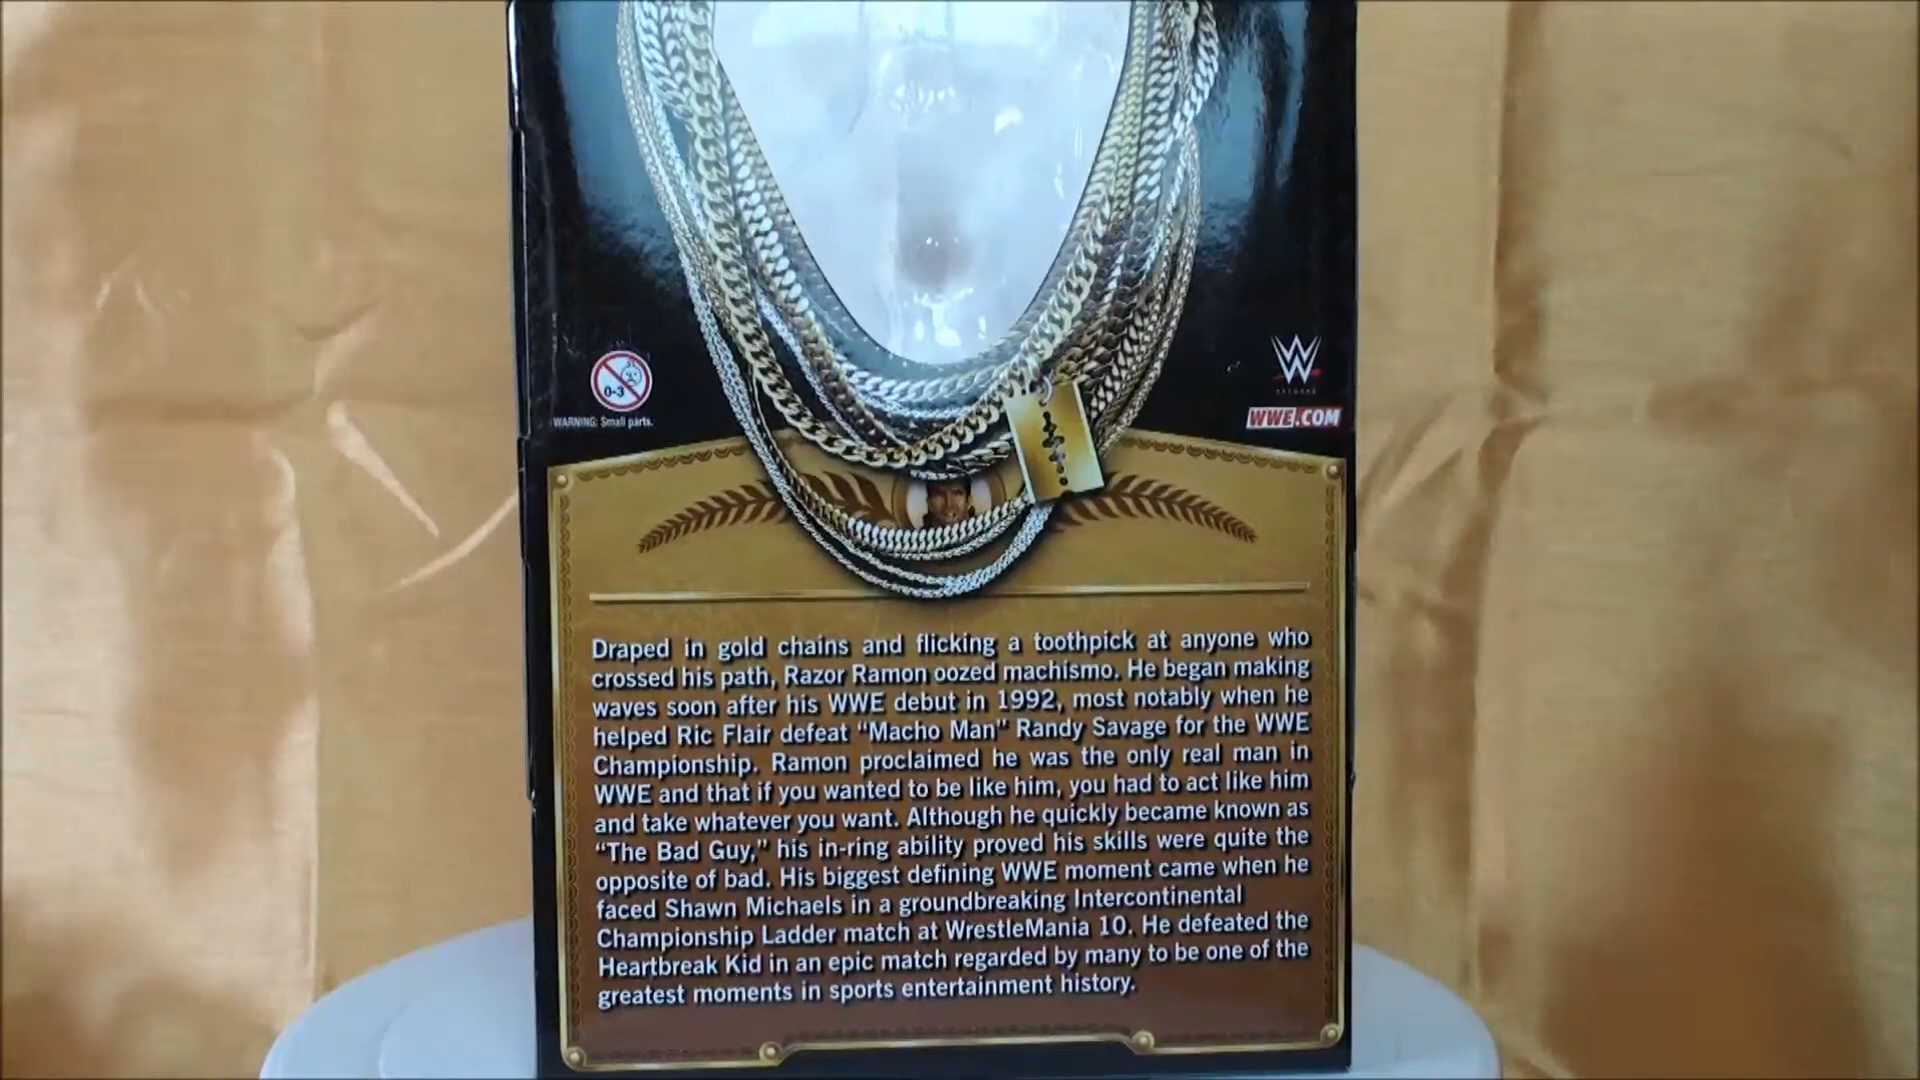 0-3
WARNING: Small parts.
W
WWE.COM
Draped in gold chains and flicking a toothpick at anyone who
crossed his path, Razor Ramon oozed machismo. He began making
waves soon after his WWE debut in 1992, most notably when he
helped Ric Flair defeat “Macho Man” Randy Savage for the WWE
Championship. Ramon proclaimed he was the only real man in
WWE and that if you wanted to be like him, you had to act like him
and take whatever you want. Although he quickly became known as
“The Bad Guy,” his in-ring ability proved his skills were quite the
opposite of bad. His biggest defining WWE moment came when he
faced Shawn Michaels in a groundbreaking Intercontinental
Championship Ladder match at WrestleMania 10. He defeated the
Heartbreak Kid in an epic match regarded by many to be one of the
greatest moments in sports entertainment history.